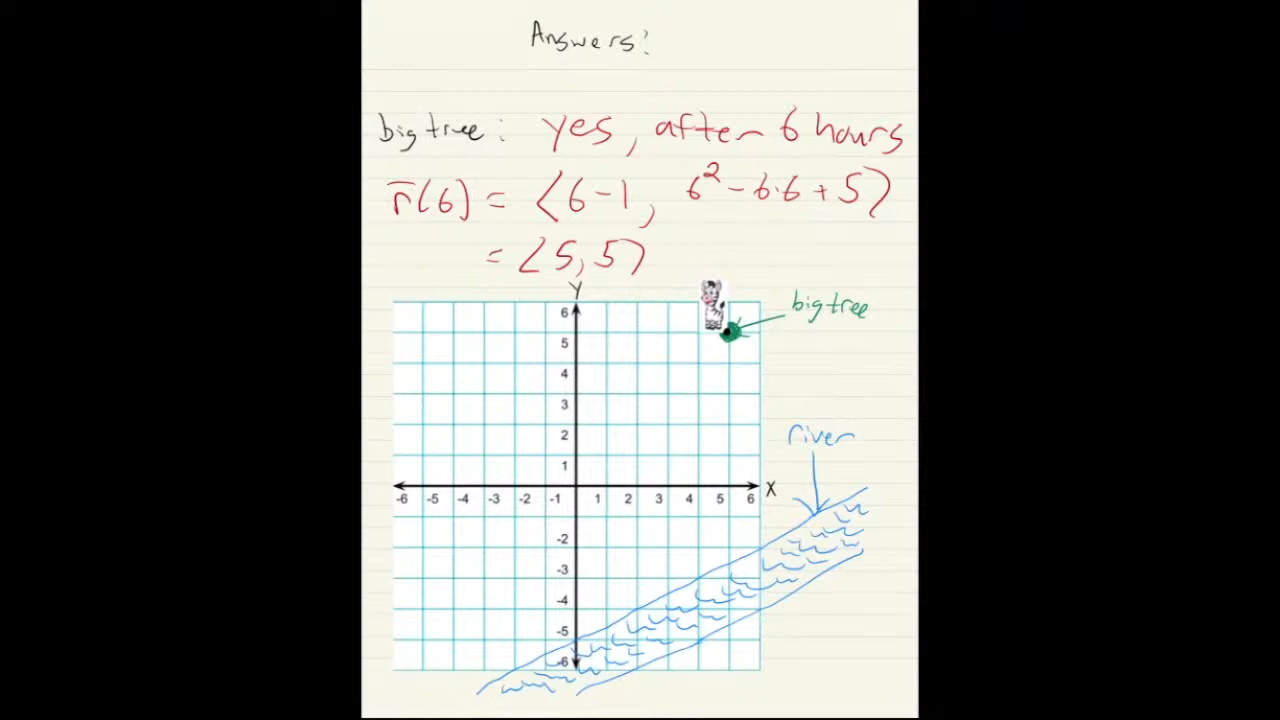 Answers:
big tree: yes, after 6 hours
r̄(6) = ⟨6-1, 6²-6·6+5⟩
= ⟨5,5⟩
Y
big tree
6
5
4
3
2
1
river
-6 -5 -4 -3 -2 -1 1 2 3 4 5 6 X
-2
-3
-4
-5
-6